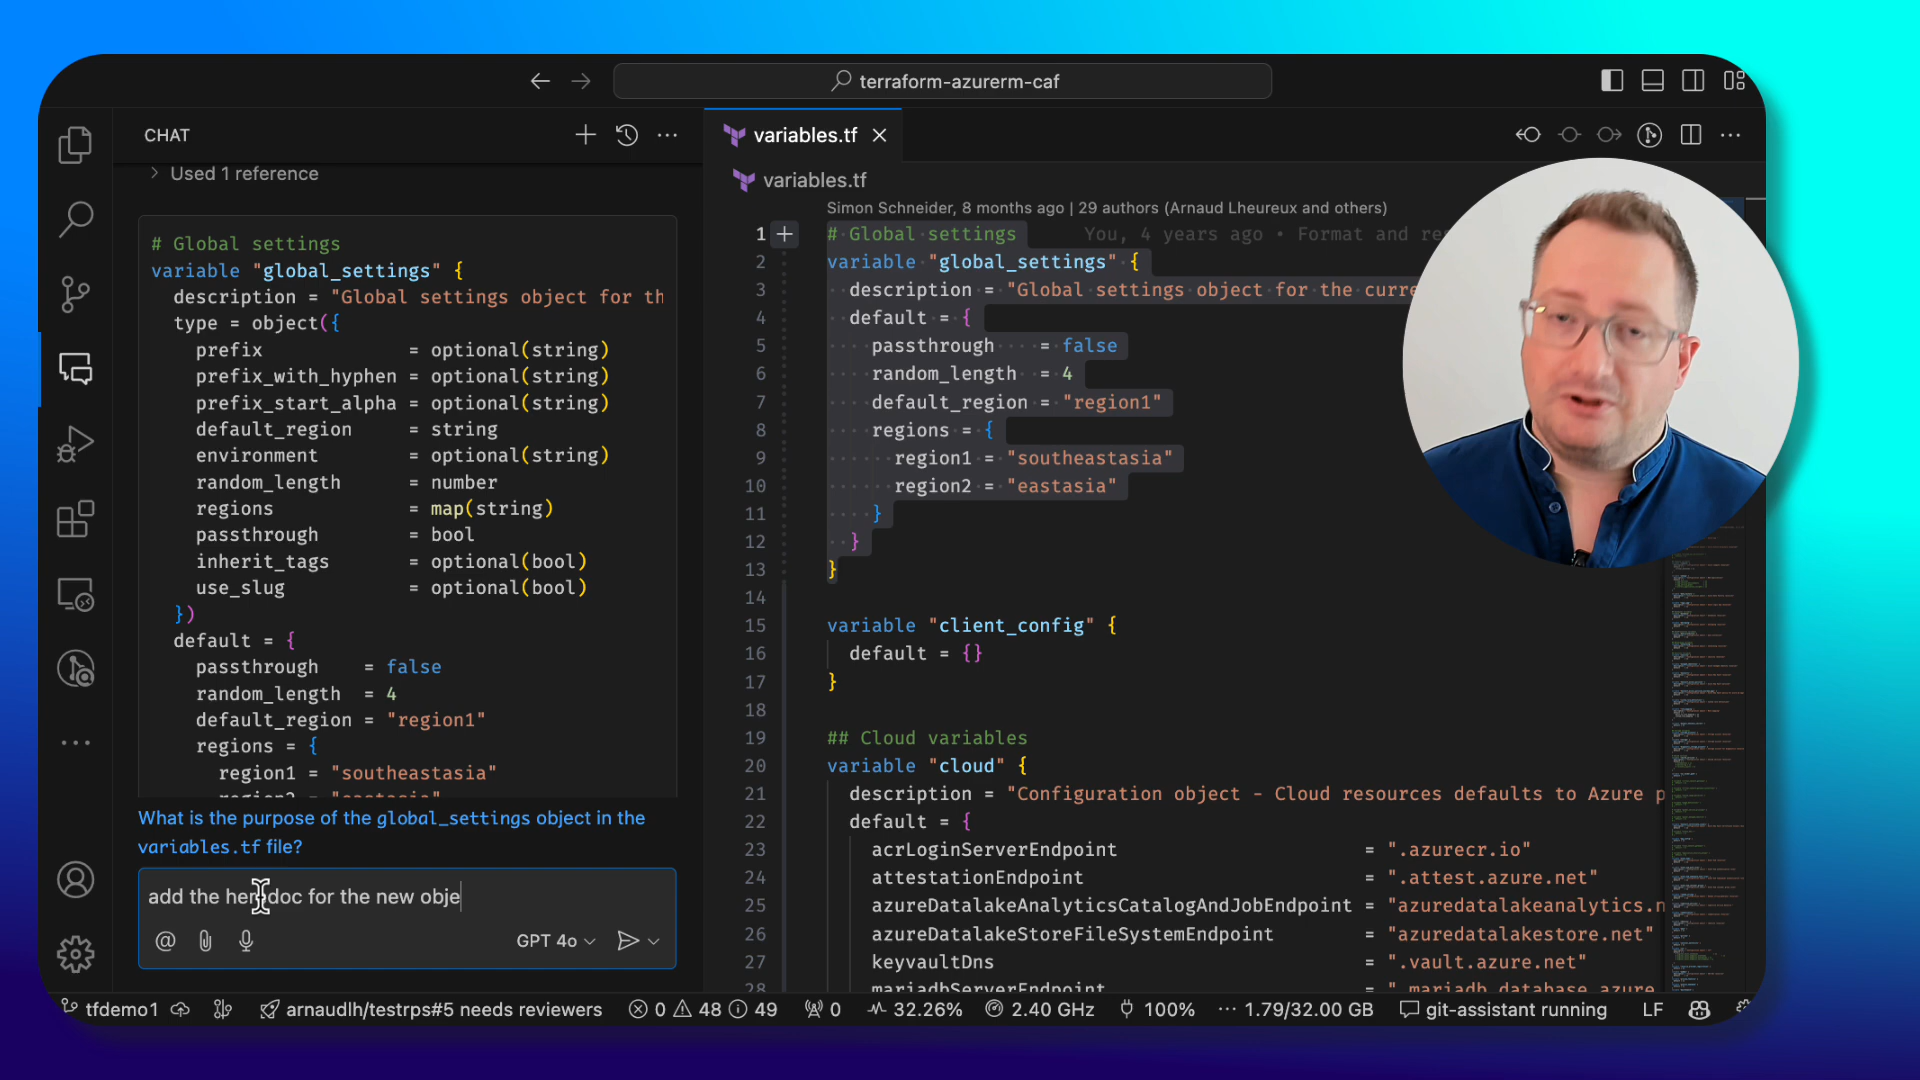 terraform-azurerm-caf
CHAT
Used 1 reference
# Global settings
variable "global_settings" {
description = "Global settings object for th
type = object({
prefix = optional(string)
prefix_with_hyphen = optional(string)
prefix_start_alpha = optional(string)
default_region = string
environment = optional(string)
random_length = number
regions = map(string)
passthrough = bool
inherit_tags = optional(bool)
use_slug = optional(bool)
})
default = {
passthrough = false
random_length = 4
default_region = "region1"
regions = {
region1 = "southeastasia"
What is the purpose of the global_settings object in the
variables.tf file?
add the heredoc for the new obje
GPT 4o
variables.tf
variables.tf
Simon Schneider, 8 months ago | 29 authors (Arnaud Lheureux and others)
1 # Global settings You, 4 years ago • Format and re
2 variable "global_settings" {
3 description = "Global settings object for the curre
4 default = {
5 passthrough = false
6 random_length = 4
7 default_region = "region1"
8 regions = {
9 region1 = "southeastasia"
10 region2 = "eastasia"
11 }
12 }
13 }
14
15 variable "client_config" {
16 default = {}
17 }
18
19 ## Cloud variables
20 variable "cloud" {
21 description = "Configuration object - Cloud resources defaults to Azure p
22 default = {
23 acrLoginServerEndpoint = ".azurecr.io"
24 attestationEndpoint = ".attest.azure.net"
25 azureDatalakeAnalyticsCatalogAndJobEndpoint = "azuredatalakeanalytics.n
26 azureDatalakeStoreFileSystemEndpoint = "azuredatalakestore.net"
27 keyvaultDns = ".vault.azure.net"
28 mariadbServerEndpoint = ".mariadb.database.azure
tfdemo1 arnaudlh/testrps#5 needs reviewers 0 48 49 0 32.26% 2.40 GHz 100% 1.79/32.00 GB git-assistant running LF